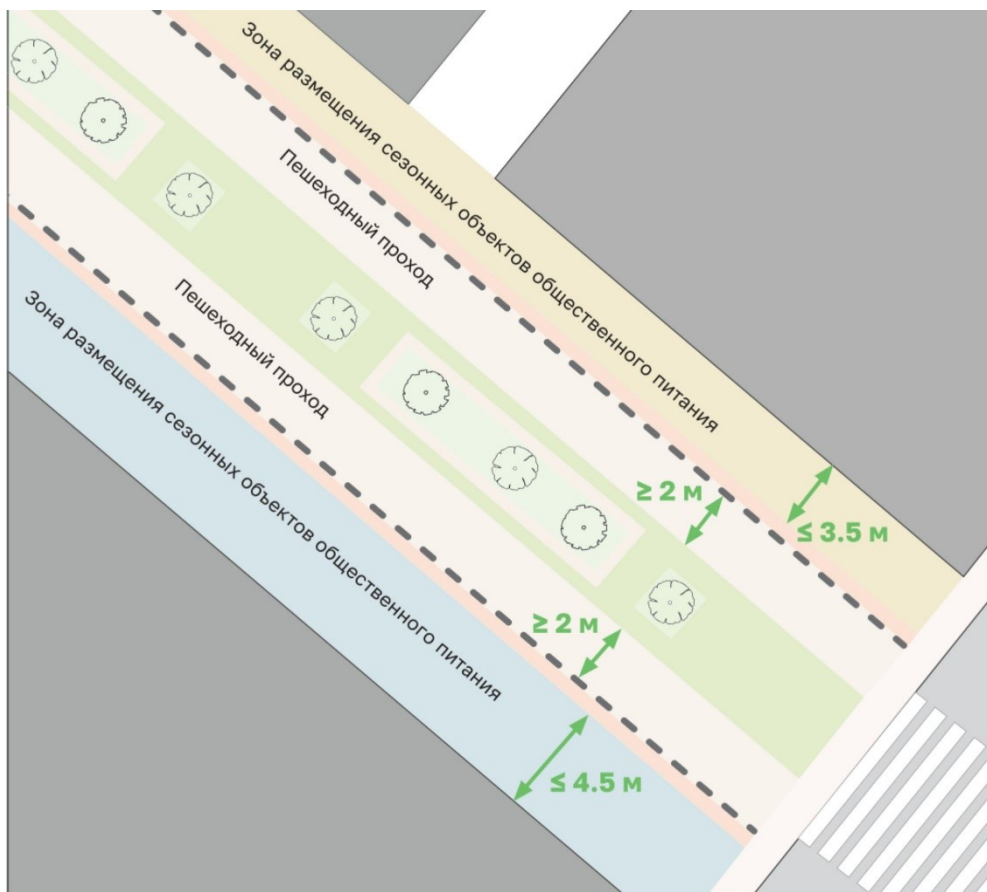 Зона размещения сезонных объектов общественного питания
Пешеходный проход
Пешеходный проход
Зона размещения сезонных объектов общественного питания
≥ 2 м
≤ 3.5 м
≥ 2 м
≤ 4.5 м